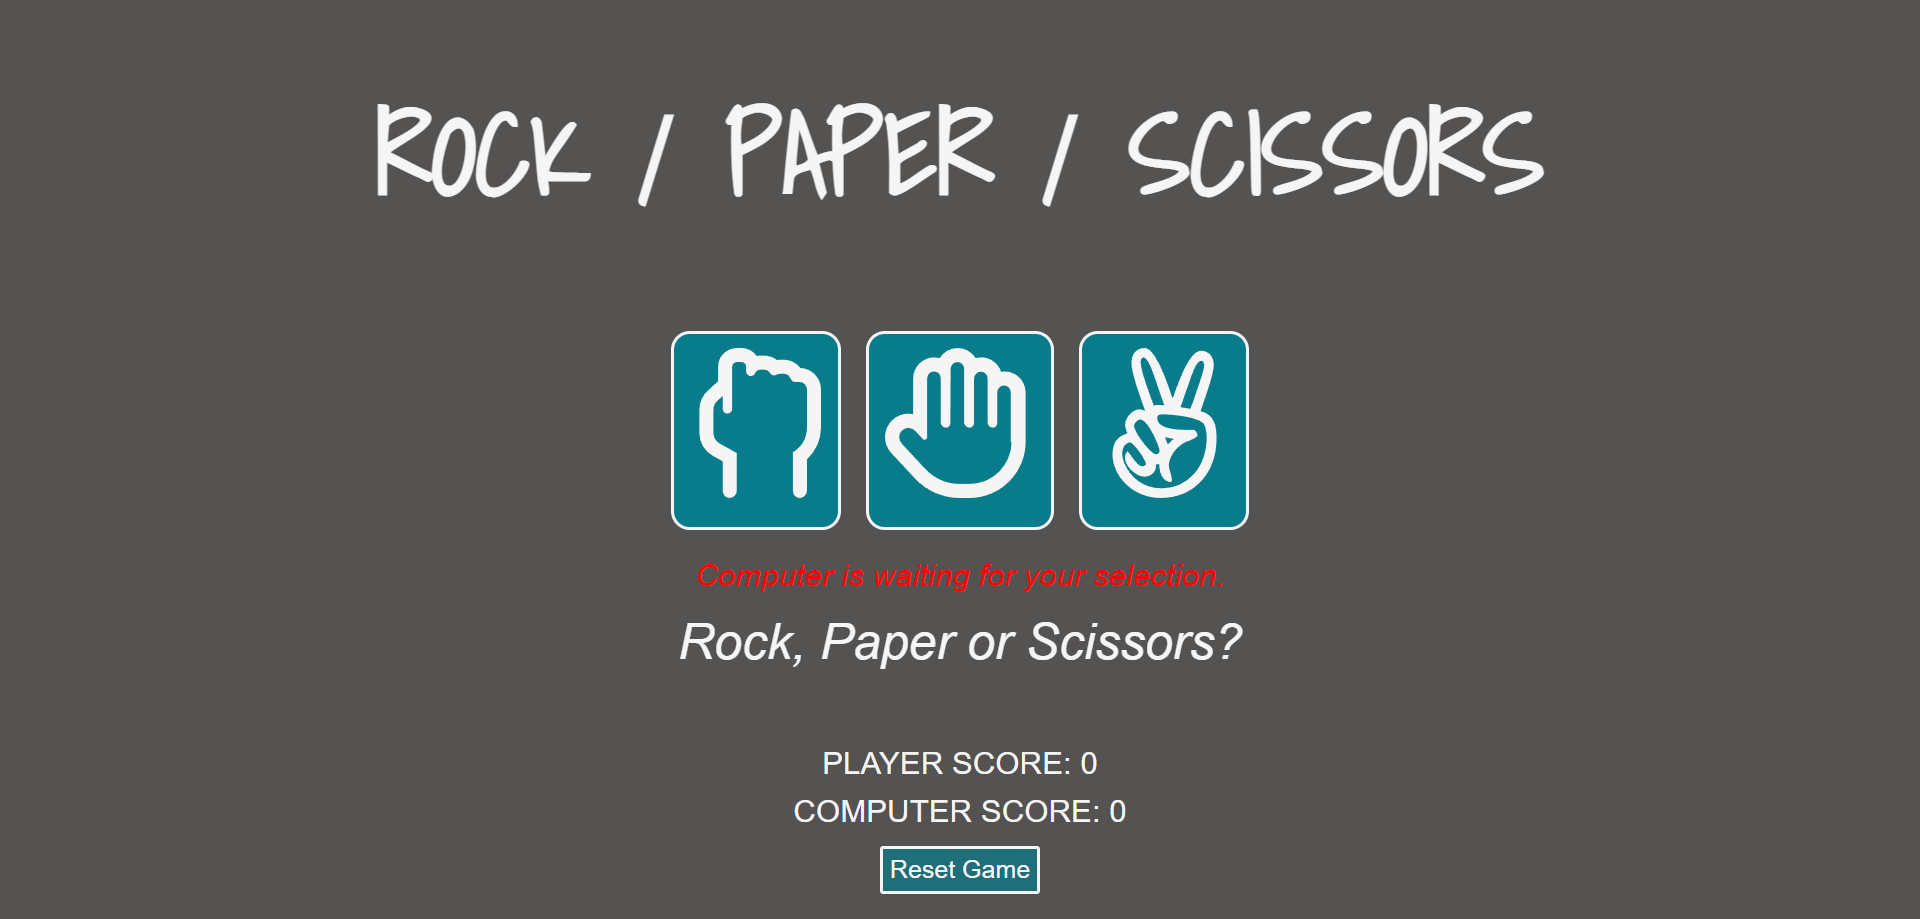 ROCK / PAPER / SCISSORS
Computer is waiting for your selection.
Rock, Paper or Scissors?
PLAYER SCORE: 0
COMPUTER SCORE: 0
Reset Game